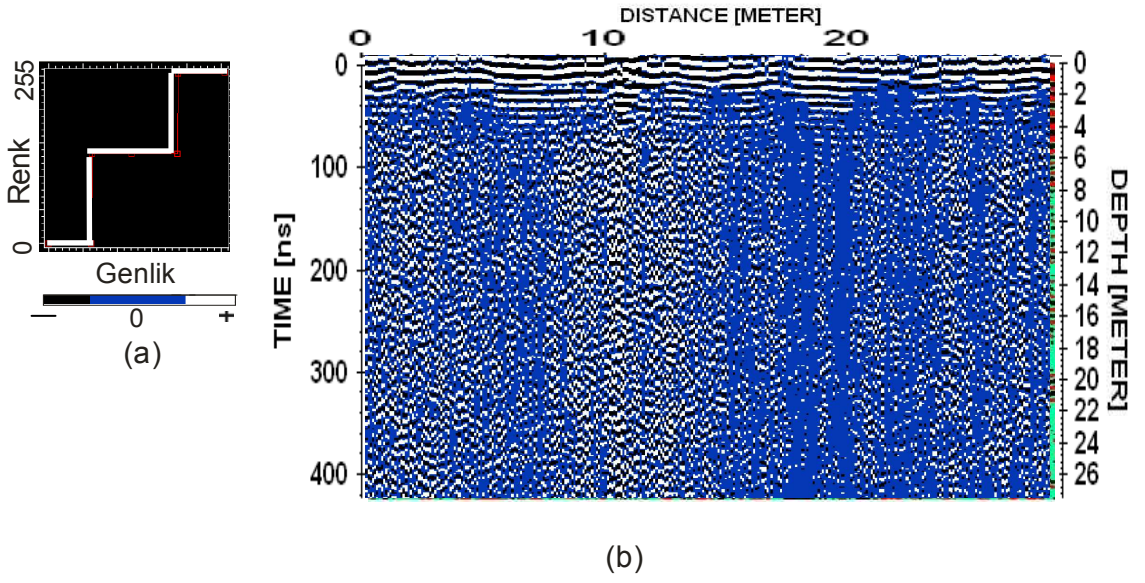 255
Renk
0
Genlik
— 0 +
(a)
DISTANCE [METER]
0 10 20
TIME [ns]
0
100
200
300
400
0
2
4
6
8
10
12
14
16
18
20
22
24
26
DEPTH [METER]
(b)